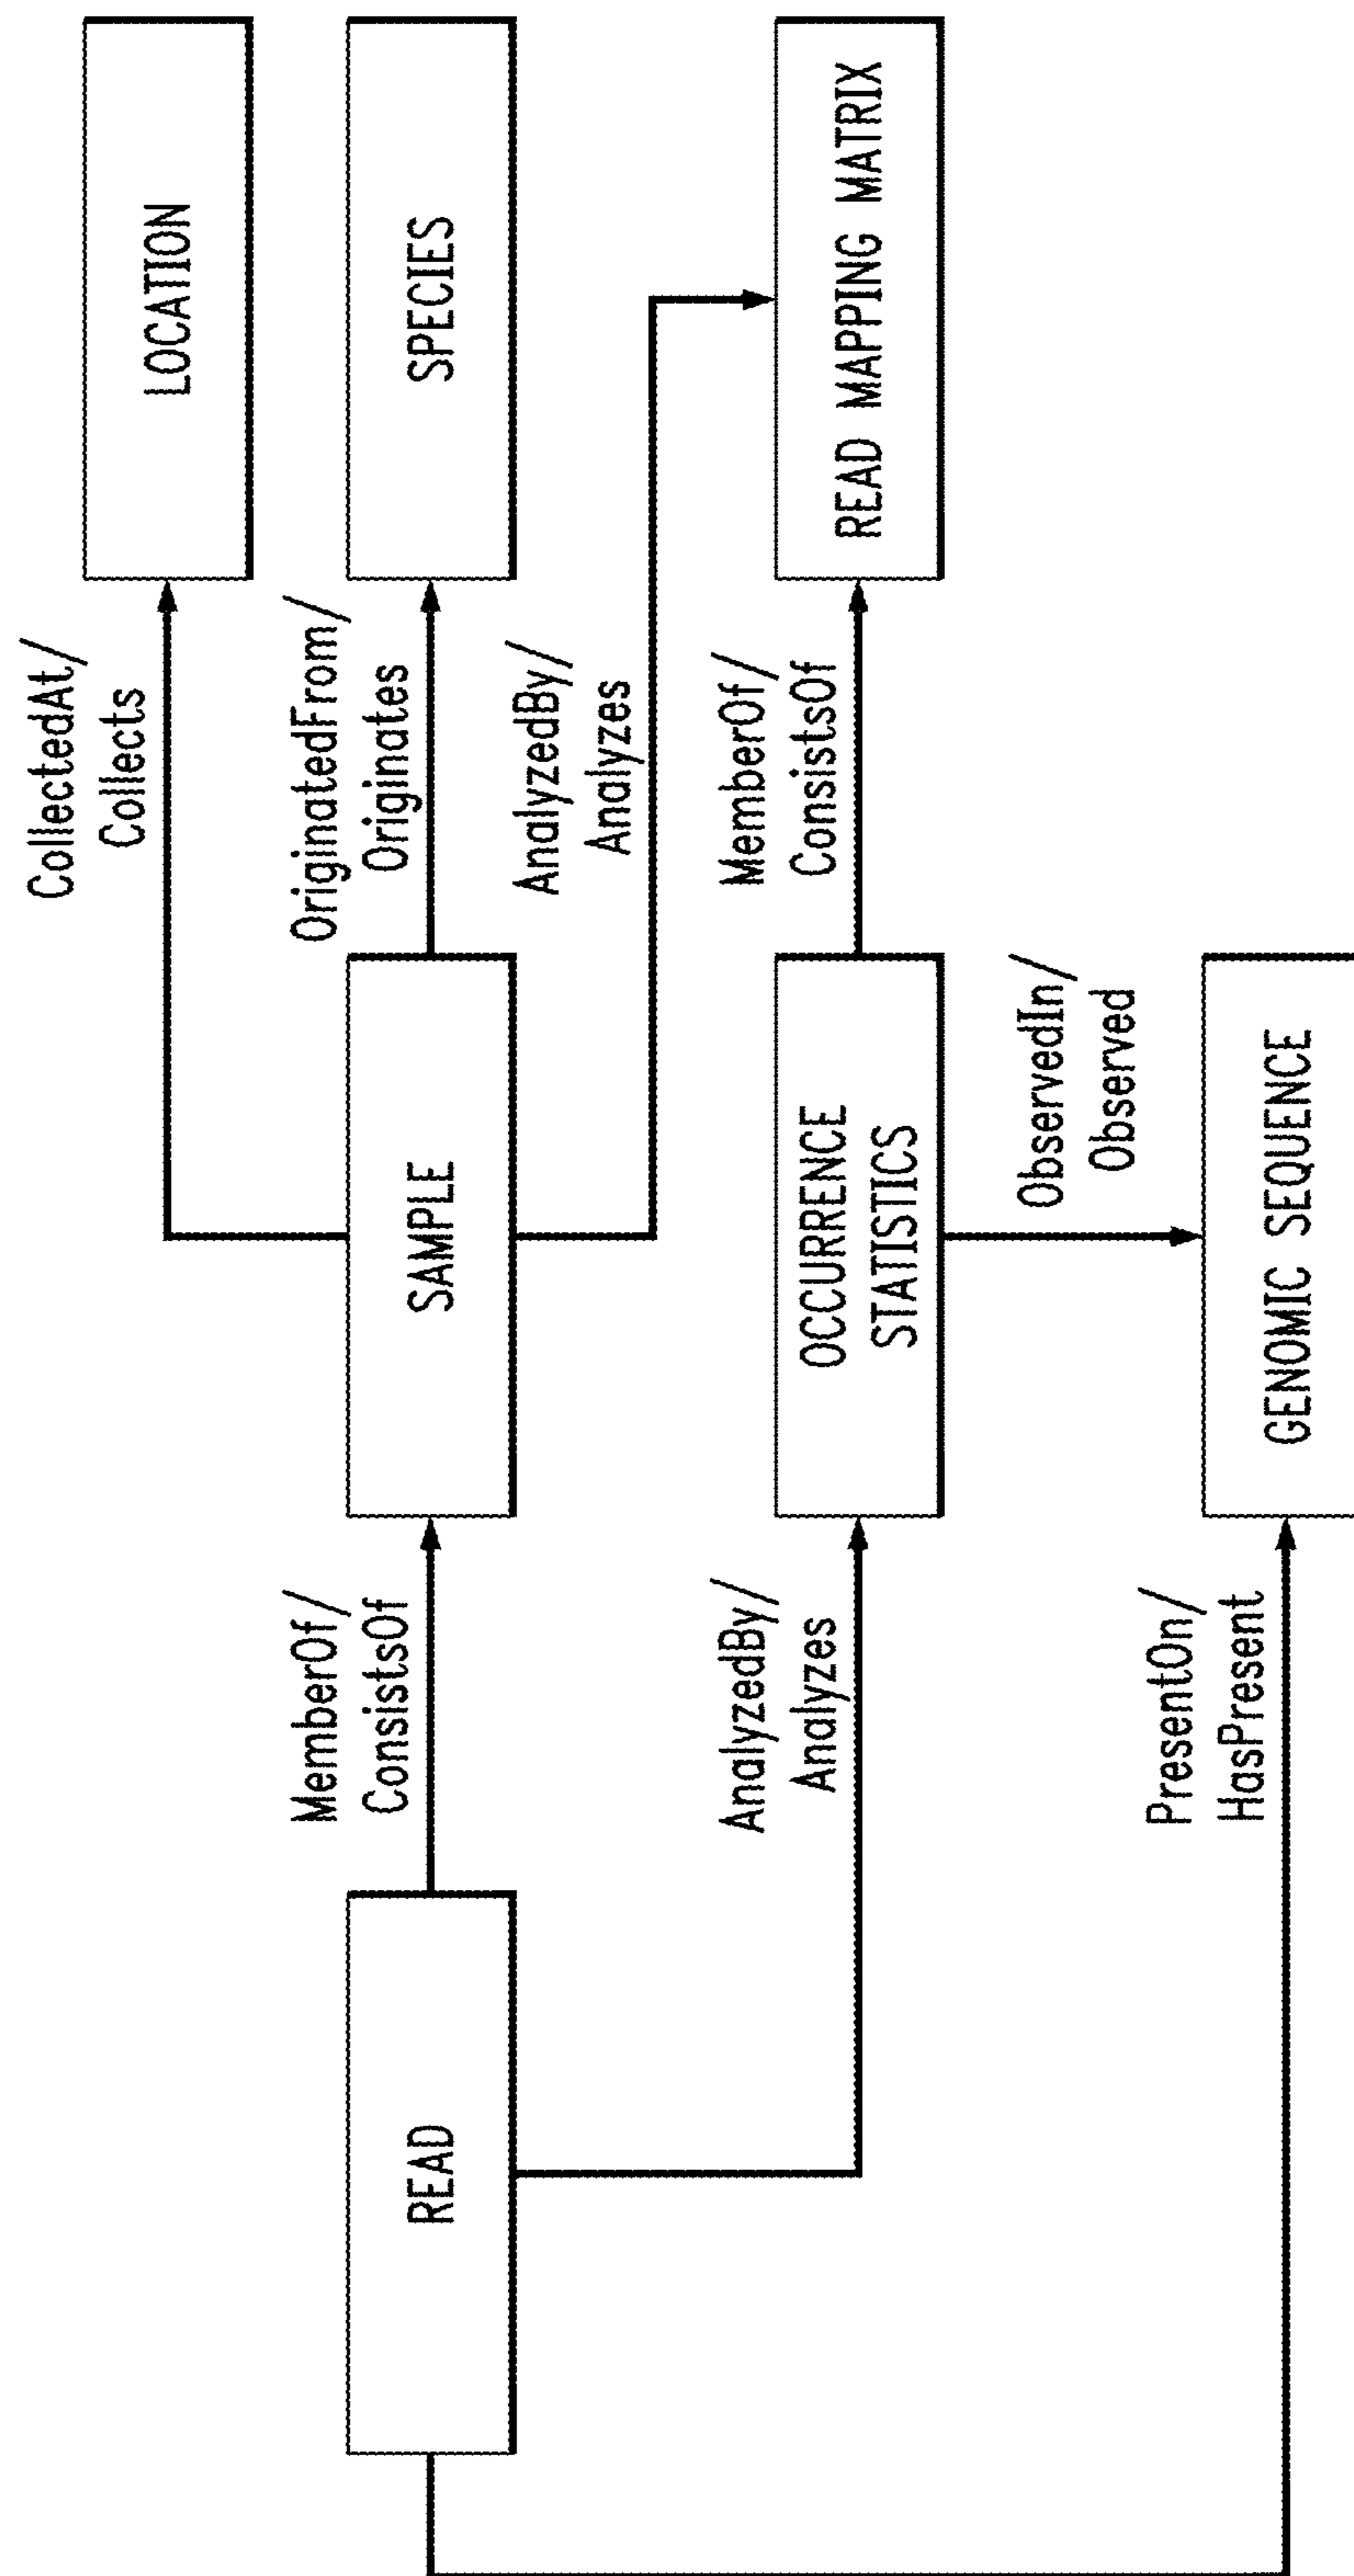 CollectedAt/
Collects
LOCATION
READ
MemberOf/
ConsistsOf
SAMPLE
OriginatedFrom/
Originates
SPECIES
AnalyzedBy/
Analyzes
AnalyzedBy/
Analyzes
OCCURRENCE
STATISTICS
MemberOf/
ConsistsOf
READ MAPPING MATRIX
ObservedIn/
Observed
PresentOn/
HasPresent
GENOMIC SEQUENCE